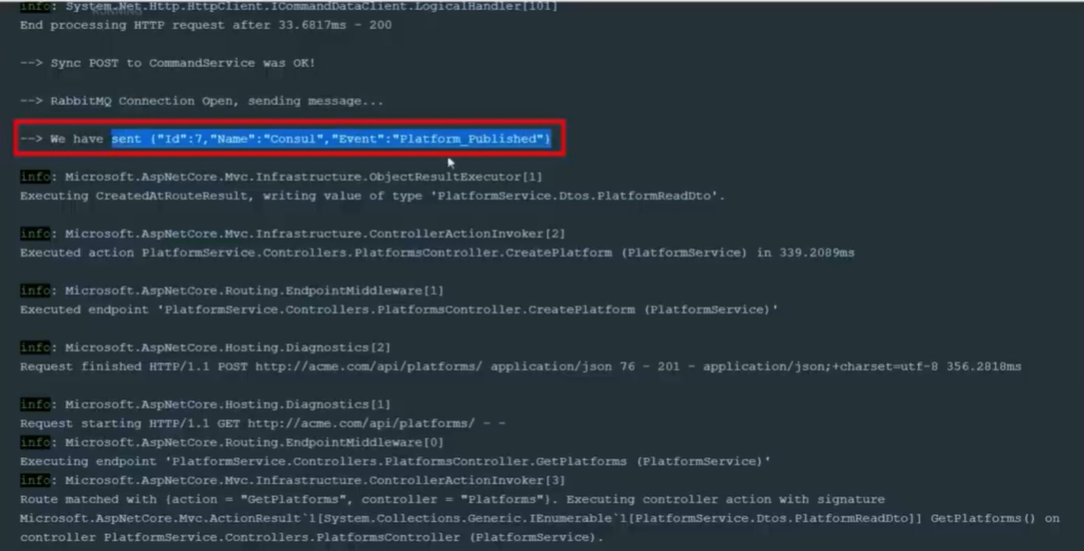 info: System.Net.Http.HttpClient.ICommandDataClient.LogicalHandler[101]
End processing HTTP request after 33.6817ms - 200
--> Sync POST to CommandService was OK!
--> RabbitMQ Connection Open, sending message...
--> We have sent {"Id":7,"Name":"Consul","Event":"Platform_Published"}
info: Microsoft.AspNetCore.Mvc.Infrastructure.ObjectResultExecutor[1]
Executing CreatedAtRouteResult, writing value of type 'PlatformService.Dtos.PlatformReadDto'.
info: Microsoft.AspNetCore.Mvc.Infrastructure.ControllerActionInvoker[2]
Executed action PlatformService.Controllers.PlatformsController.CreatePlatform (PlatformService) in 339.2089ms
info: Microsoft.AspNetCore.Routing.EndpointMiddleware[1]
Executed endpoint 'PlatformService.Controllers.PlatformsController.CreatePlatform (PlatformService)'
info: Microsoft.AspNetCore.Hosting.Diagnostics[2]
Request finished HTTP/1.1 POST http://acme.com/api/platforms/ application/json 76 - 201 - application/json;+charset=utf-8 356.2818ms
info: Microsoft.AspNetCore.Hosting.Diagnostics[1]
Request starting HTTP/1.1 GET http://acme.com/api/platforms/ - -
info: Microsoft.AspNetCore.Routing.EndpointMiddleware[0]
Executing endpoint 'PlatformService.Controllers.PlatformsController.GetPlatforms (PlatformService)'
info: Microsoft.AspNetCore.Mvc.Infrastructure.ControllerActionInvoker[3]
Route matched with {action = "GetPlatforms", controller = "Platforms"}. Executing controller action with signature
Microsoft.AspNetCore.Mvc.ActionResult`1[System.Collections.Generic.IEnumerable`1[PlatformService.Dtos.PlatformReadDto]] GetPlatforms() on
controller PlatformService.Controllers.PlatformsController (PlatformService).